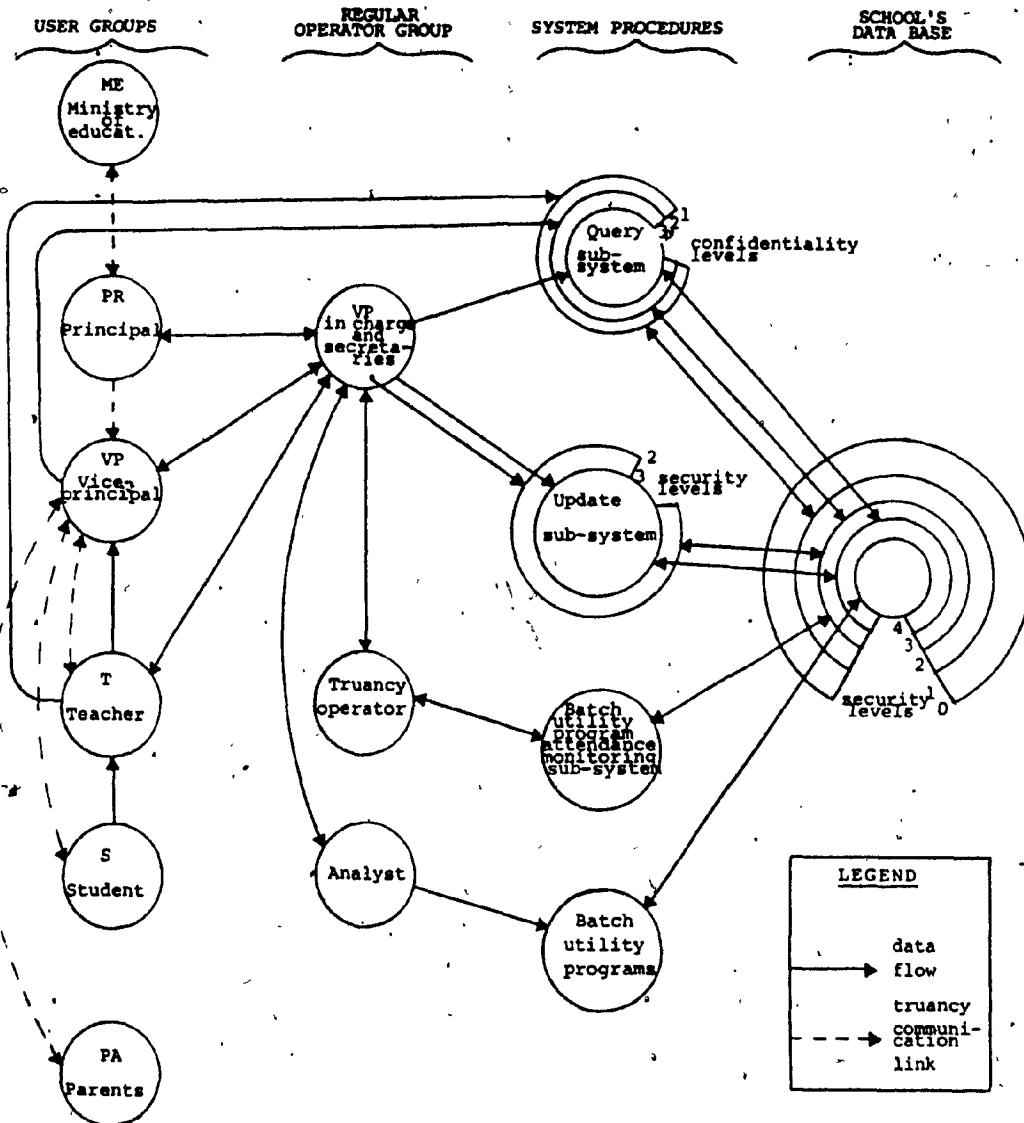 USER GROUPS
REGULAR
OPERATOR GROUP
SYSTEM PROCEDURES
SCHOOL'S
DATA BASE
ME
Ministry
of
educat.
PR
Principal
VP
Vice-
principal
T
Teacher
S
Student
PA
Parents
VP
in charg
and
secreta-
ries
Truancy
operator
Analyst
Query
sub-
system
1
2
3
confidentiality
levels
Update
sub-system
2
3
security
levels
Batch
utility
program
attendance
monitoring
sub-system
Batch
utility
programs
4
3
2
1
0
security
levels
LEGEND
data
flow
truancy
communi-
cation
link